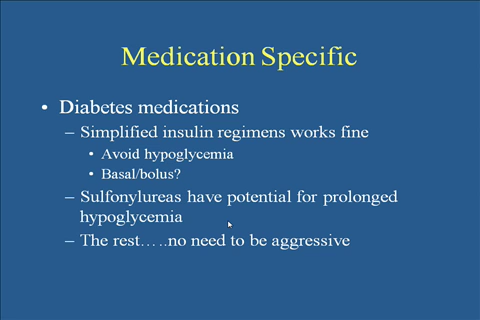 Medication Specific
• Diabetes medications
– Simplified insulin regimens works fine
• Avoid hypoglycemia
• Basal/bolus?
– Sulfonylureas have potential for prolonged
hypoglycemia
– The rest…..no need to be aggressive